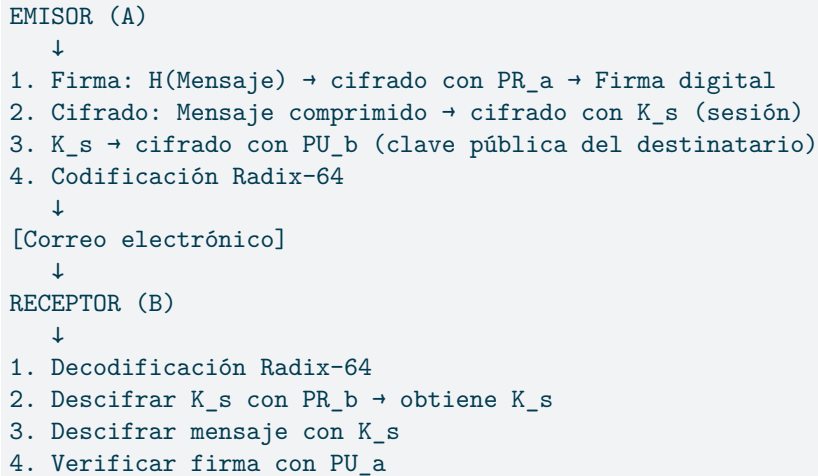 EMISOR (A)
↓
1. Firma: H(Mensaje) → cifrado con PR_a → Firma digital
2. Cifrado: Mensaje comprimido → cifrado con K_s (sesión)
3. K_s → cifrado con PU_b (clave pública del destinatario)
4. Codificación Radix-64
↓
[Correo electrónico]
↓
RECEPTOR (B)
↓
1. Decodificación Radix-64
2. Descifrar K_s con PR_b → obtiene K_s
3. Descifrar mensaje con K_s
4. Verificar firma con PU_a